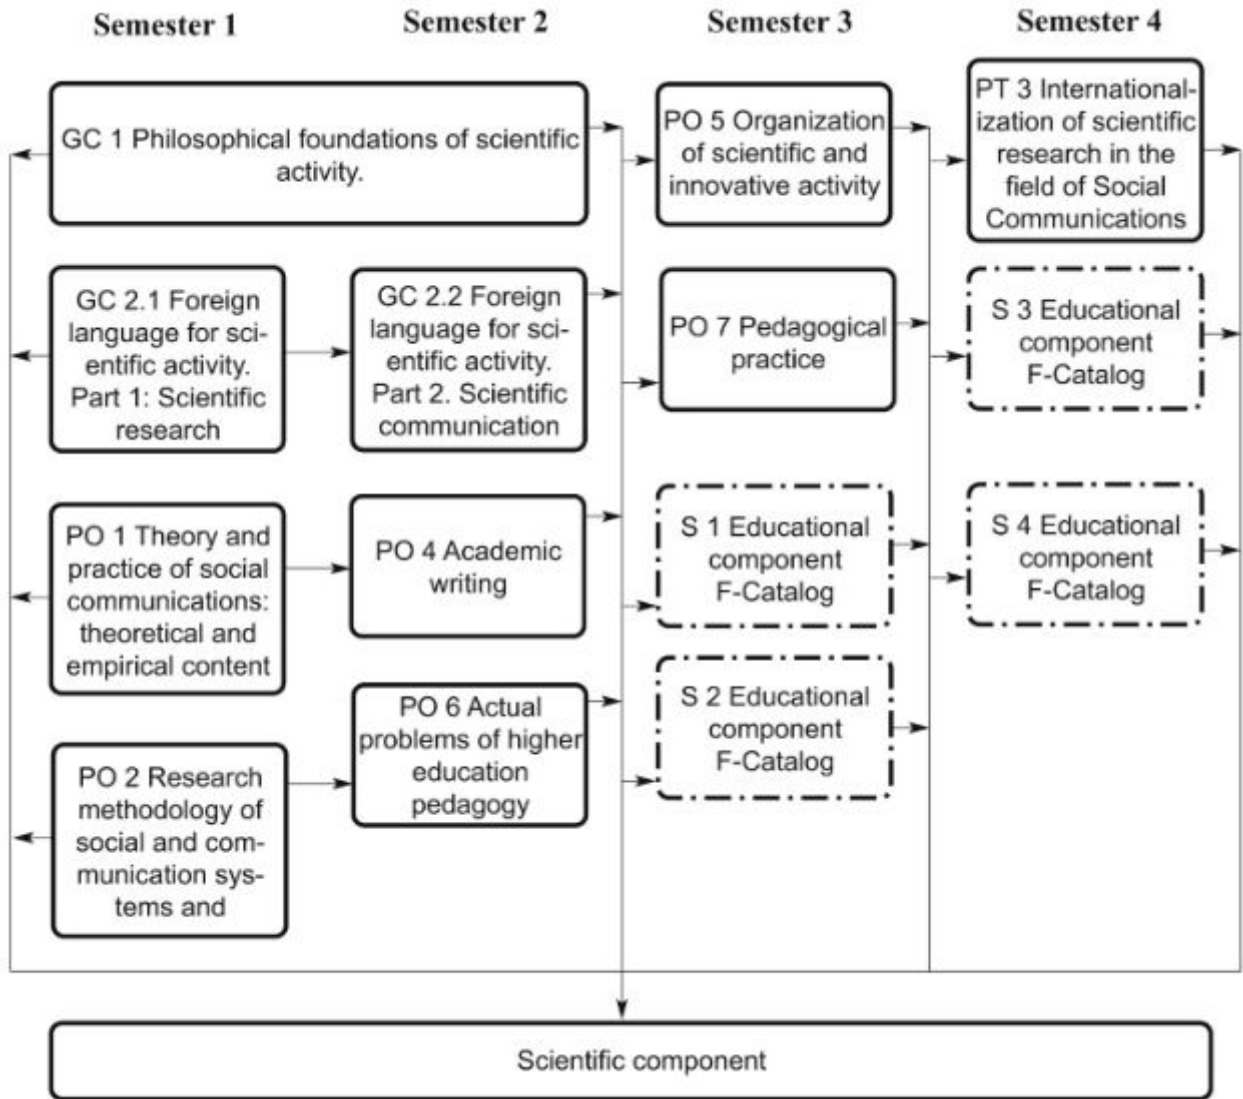 Semester 1
Semester 2
Semester 3
Semester 4
GC 1 Philosophical foundations of scientific
activity.
PO 5 Organization
of scientific and
innovative activity
PT 3 International-
ization of scientific
research in the
field of Social
Communications
GC 2.1 Foreign
language for sci-
entific activity.
Part 1: Scientific
research
GC 2.2 Foreign
language for sci-
entific activity.
Part 2. Scientific
communication
PO 7 Pedagogical
practice
S 3 Educational
component
F-Catalog
PO 1 Theory and
practice of social
communications:
theoretical and
empirical content
PO 4 Academic
writing
S 1 Educational
component
F-Catalog
S 4 Educational
component
F-Catalog
PO 2 Research
methodology of
social and com-
munication sys-
tems and
PO 6 Actual
problems of higher
education
pedagogy
S 2 Educational
component
F-Catalog
Scientific component